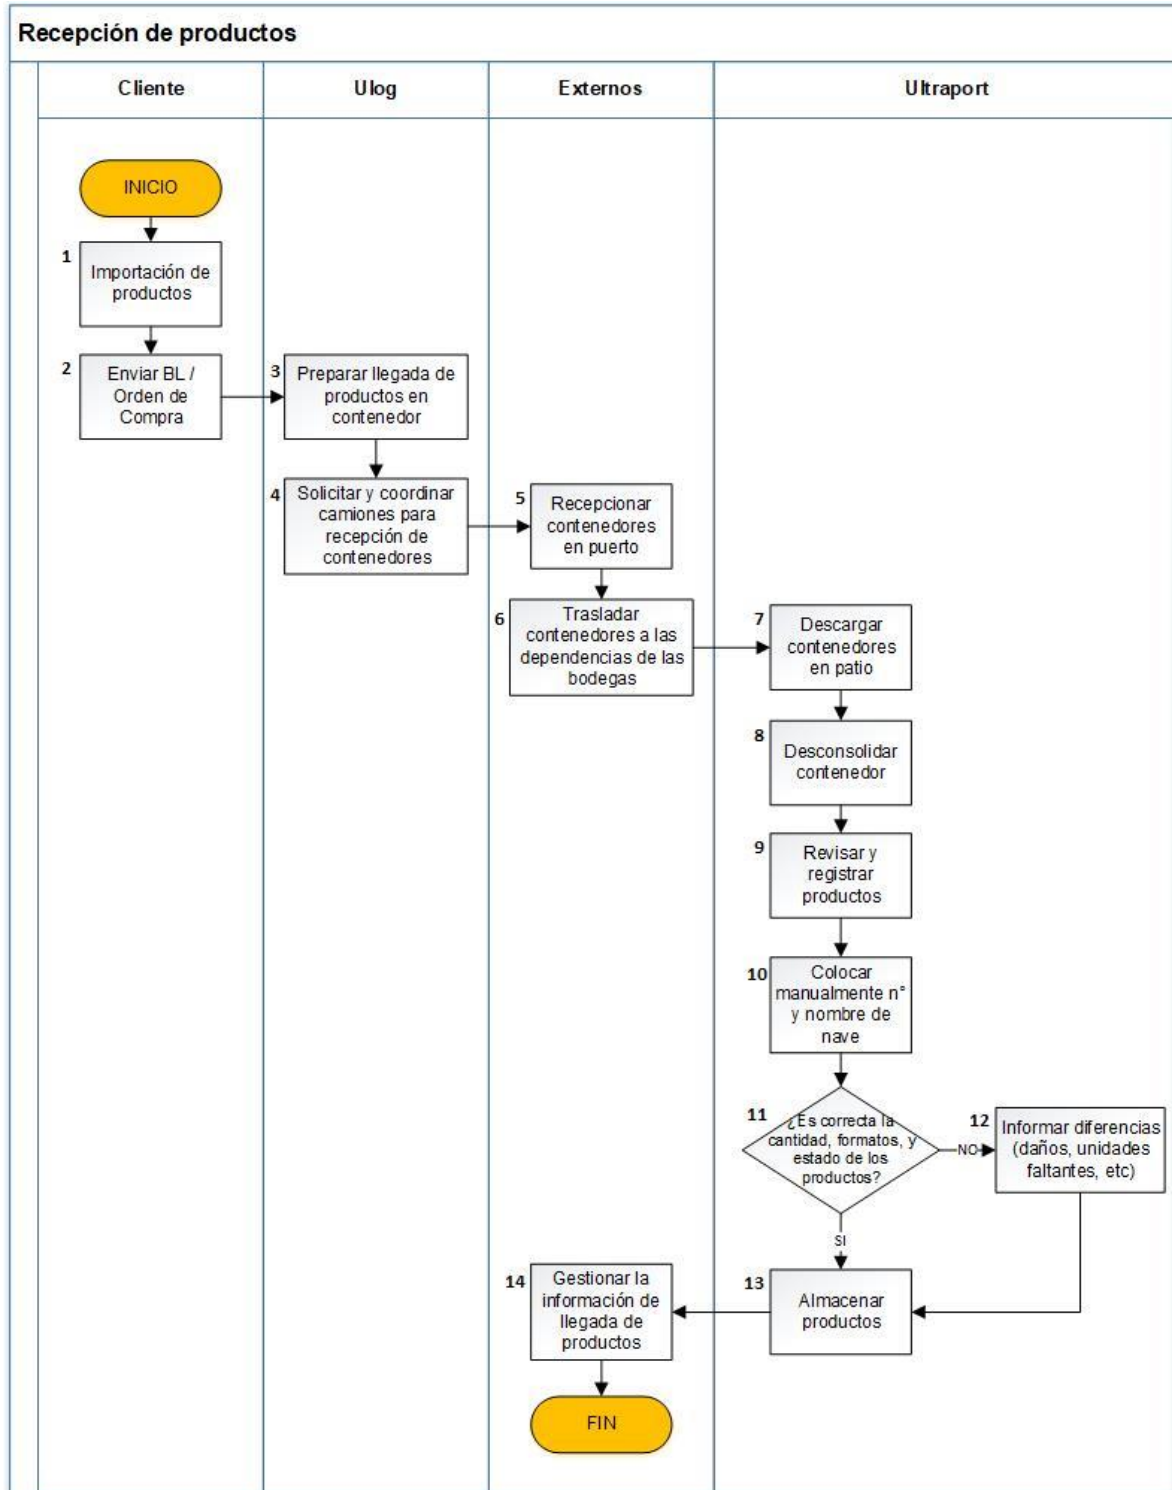 Recepción de productos
Cliente
Ulog
Externos
Ultraport
INICIO
1
Importación de
productos
2
Enviar BL /
Orden de
Compra
3
Preparar llegada de
productos en
contenedor
4
Solicitar y coordinar
camiones para
recepción de
contenedores
5
Recepcionar
contenedores
en puerto
6
Trasladar
contenedores a las
dependencias de las
bodegas
7
Descargar
contenedores
en patio
8
Desconsolidar
contenedor
9
Revisar y
registrar
productos
10
Colocar
manualmente n°
y nombre de
nave
11
¿Es correcta la
cantidad, formatos, y
estado de los
productos?
NO
12
Informar diferencias
(daños, unidades
faltantes, etc)
SI
13
Almacenar
productos
14
Gestionar la
información de
llegada de
productos
FIN